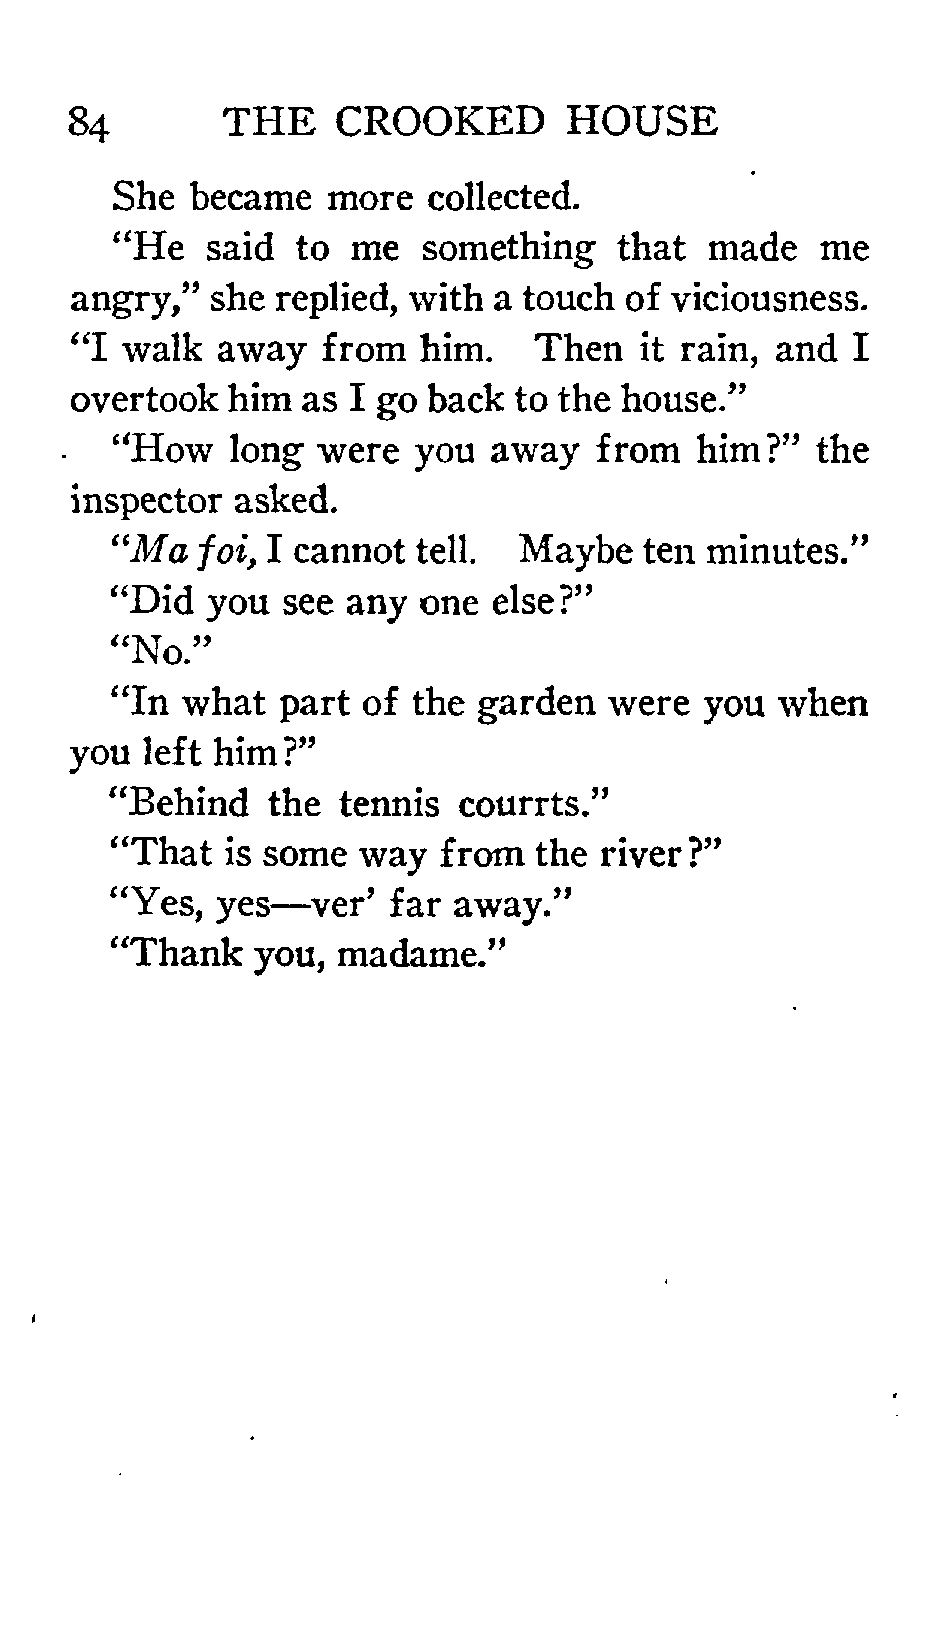 84 THE CROOKED HOUSE
She became more collected.
“He said to me something that made me
angry,” she replied, with a touch of viciousness.
“I walk away from him. Then it rain, and I
overtook him as I go back to the house.”
“How long were you away from him?” the
inspector asked.
“Ma foi, I cannot tell. Maybe ten minutes.”
“Did you see any one else?”
“No.”
“In what part of the garden were you when
you left him?”
“Behind the tennis courrts.”
“That is some way from the river?”
“Yes, yes—ver’ far away.”
“Thank you, madame.”